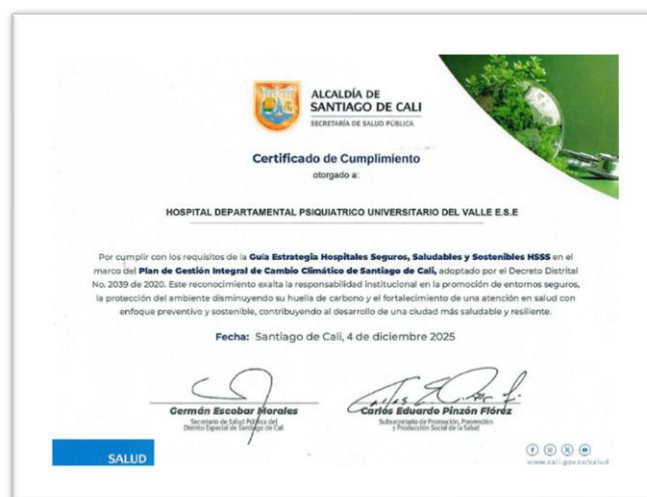 ALCALDÍA DE
SANTIAGO DE CALI
SECRETARÍA DE SALUD PÚBLICA
Certificado de Cumplimiento
otorgado a:
HOSPITAL DEPARTAMENTAL PSIQUIATRICO UNIVERSITARIO DEL VALLE E.S.E
Por cumplir con los requisitos de la Guía Estrategia Hospitales Seguros, Saludables y Sostenibles HSSS en el
marco del Plan de Gestión Integral de Cambio Climático de Santiago de Cali, adoptado por el Decreto Distrital
No. 2039 de 2020. Este reconocimiento exalta la responsabilidad institucional en la promoción de entornos seguros,
la protección del ambiente disminuyendo su huella de carbono y el fortalecimiento de una atención en salud con
enfoque preventivo y sostenible, contribuyendo al desarrollo de una ciudad más saludable y resiliente.
Fecha: Santiago de Cali, 4 de diciembre 2025
Germán Escobar Morales
Secretario de Salud Pública del
Distrito Especial de Santiago de Cali
Carlos Eduardo Pinzón Flórez
Subsecretario de Promoción, Prevención
y Producción Social de la Salud
SALUD
www.cali.gov.co/salud